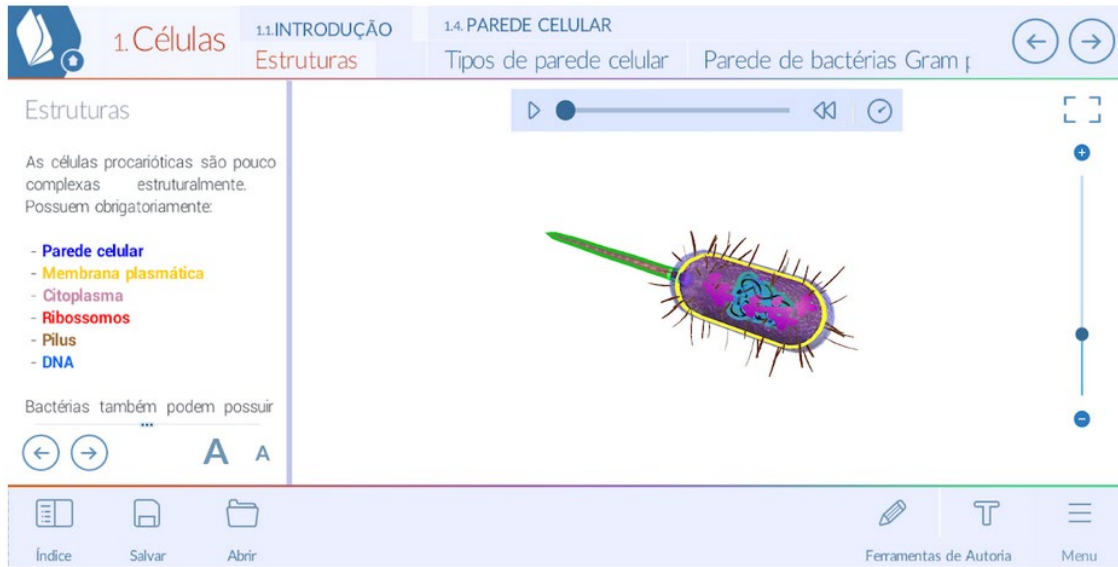 1. Células
1.1. INTRODUÇÃO
Estruturas
1.4. PAREDE CELULAR
Tipos de parede celular
Parede de bactérias Gram
Estruturas
As células procarióticas são pouco
complexas estruturalmente.
Possuem obrigatoriamente:
- Parede celular
- Membrana plasmática
- Citoplasma
- Ribossomos
- Pilus
- DNA
Bactérias também podem possuir
A A
Índice
Salvar
Abrir
Ferramentas de Autoria
Menu